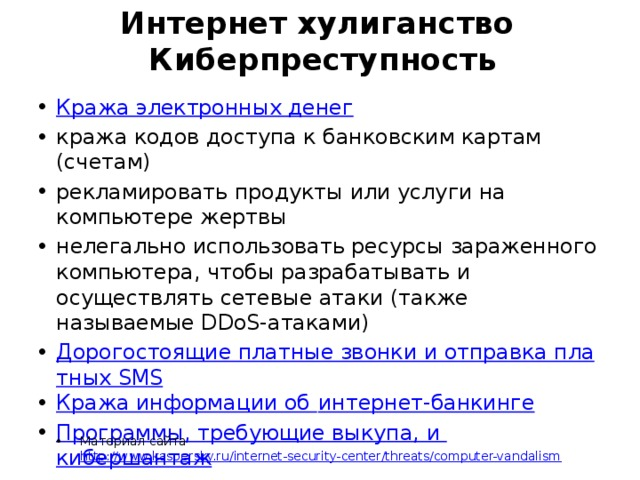 Интернет хулиганство
Киберпреступность
• Кража электронных денег
• кража кодов доступа к банковским картам
(счетам)
• рекламировать продукты или услуги на
компьютере жертвы
• нелегально использовать ресурсы зараженного
компьютера, чтобы разрабатывать и
осуществлять сетевые атаки (также
называемые DDoS-атаками)
• Дорогостоящие платные звонки и отправка пла
тных SMS
• Кража информации об интернет-банкинге
• Программы, требующие выкупа, и
кибершантаж
• Материал сайта
http://www.kaspersky.ru/internet-security-center/threats/computer-vandalism